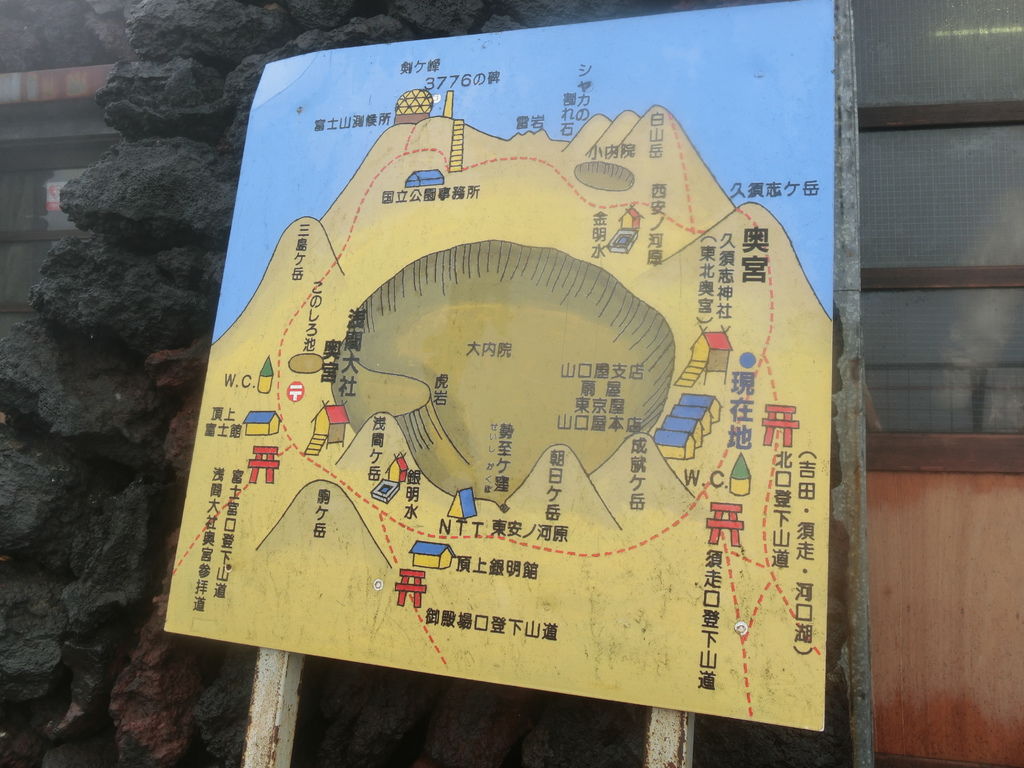 剣ケ峰
3776の碑
富士山測候所
雷岩
シャカの
割れ石
白山岳
小内院
国立公園事務所
西安ノ河原
金明水
久須志ケ岳
奥宮
久須志神社
（東北奥宮）
三島ケ岳
このしろ池
浅間大社
奥宮
大内院
虎岩
山口屋支店
扇屋
東京屋
山口屋本店
現在地
W.C.
頂上
富士館
浅間ケ岳
銀明水
勢至ケ窪
朝日ケ岳
成就ケ岳
W.C.
駒ケ岳
NTT
東安ノ河原
頂上銀明館
御殿場口登下山道
富士宮口登下山道
浅間大社奥宮参拝道
須走口登下山道
北口登下山道
（吉田・須走・河口湖）